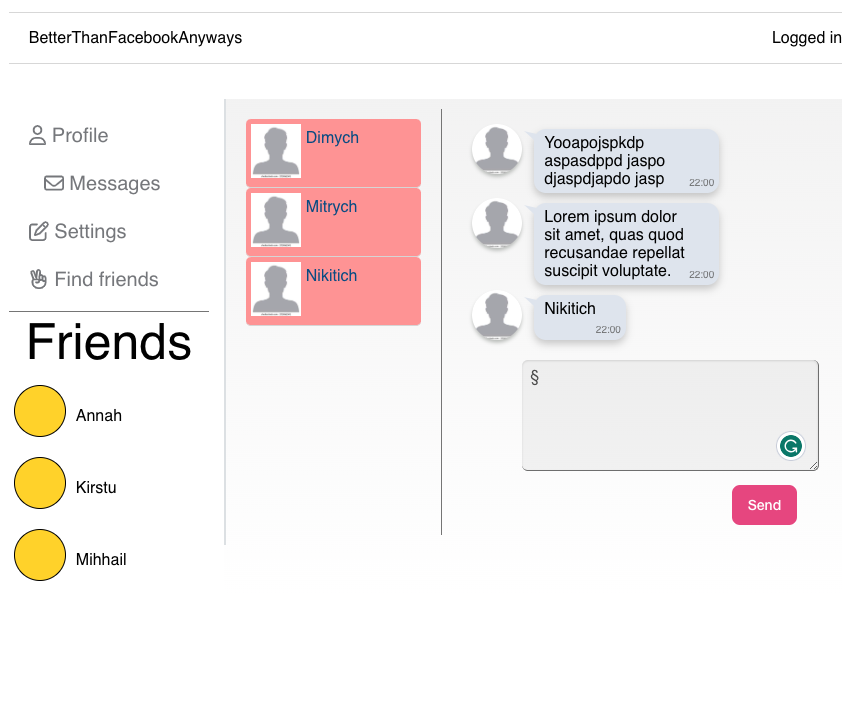 BetterThanFacebookAnyways
Logged in
Profile
Messages
Settings
Find friends
Friends
Annah
Kirstu
Mihhail
Dimych
Mitrych
Nikitich
Yooapojspkdp
aspasdppd jaspo
djaspdjapdo jasp
22:00
Lorem ipsum dolor
sit amet, quas quod
recusandae repellat
suscipit voluptate.
22:00
Nikitich
22:00
§
Send